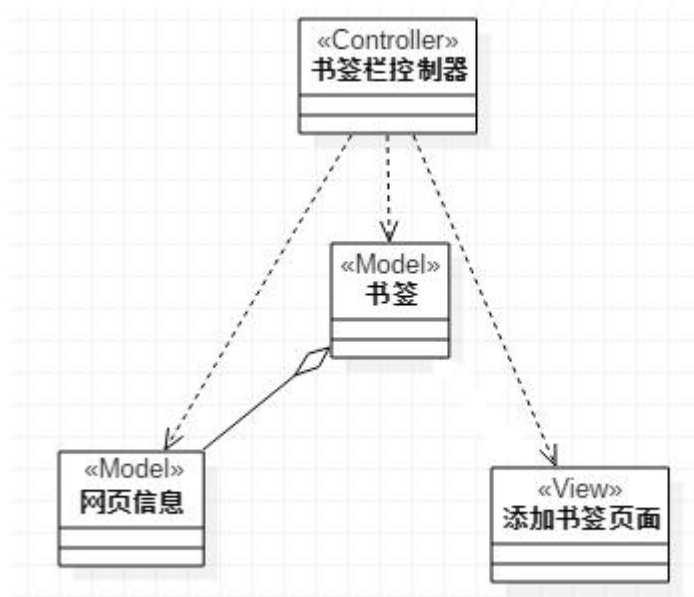 «Controller»
书签栏控制器
«Model»
书签
«Model»
网页信息
«View»
添加书签页面